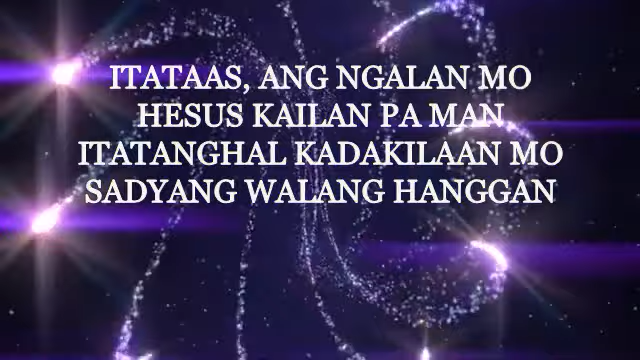 ITATAAS, ANG NGALAN MO
HESUS KAILAN PA MAN
ITATANGHAL KADAKILAAN MO
SADYANG WALANG HANGGAN